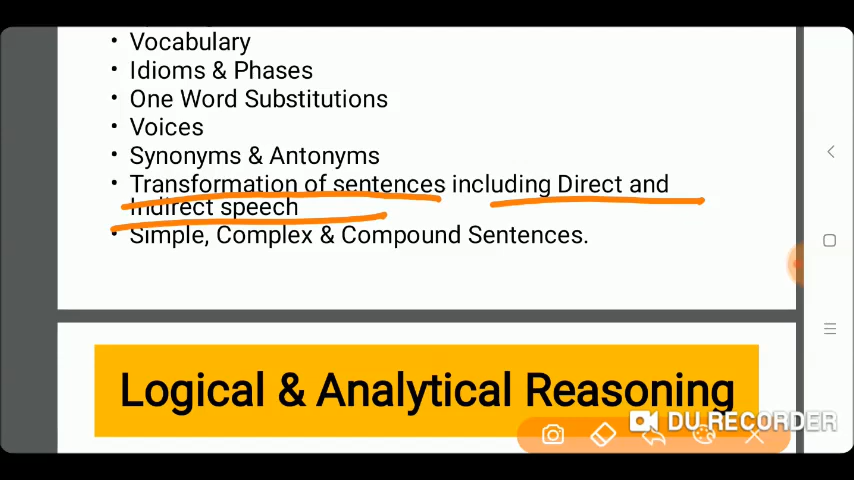 • Vocabulary
• Idioms & Phases
• One Word Substitutions
• Voices
• Synonyms & Antonyms
• Transformation of sentences including Direct and
Indirect speech
• Simple, Complex & Compound Sentences.
Logical & Analytical Reasoning
DU RECORDER